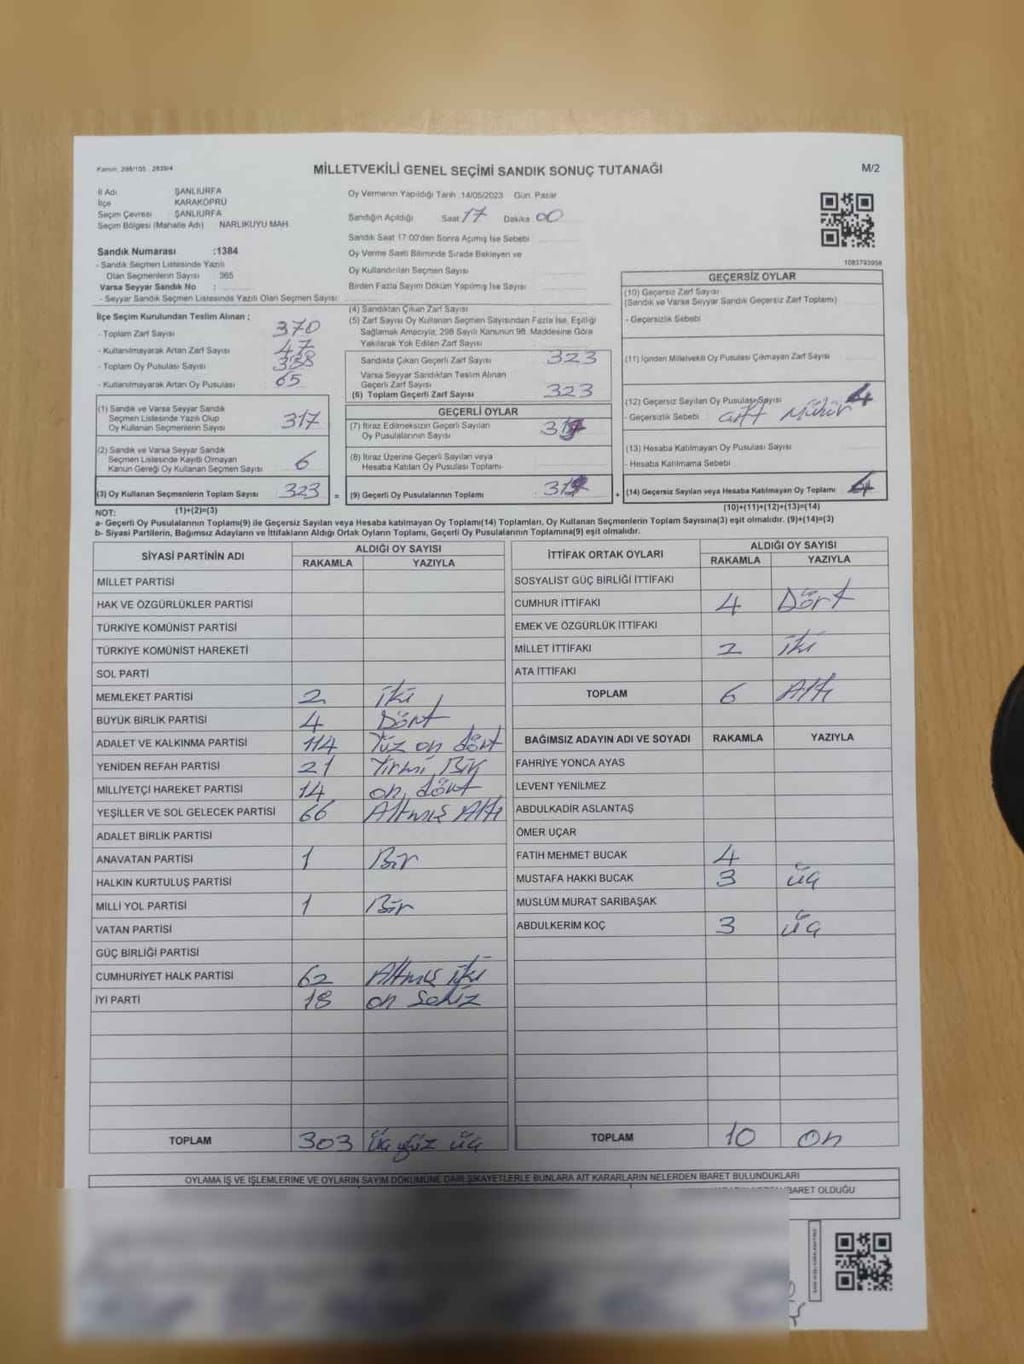 Kanun: 298/105 - 2839/4
MİLLETVEKİLİ GENEL SEÇİMİ SANDIK SONUÇ TUTANAĞI
M/2
İl Adı ŞANLIURFA
İlçe KARAKÖPRÜ
Seçim Çevresi ŞANLIURFA
Seçim Bölgesi (Mahalle Adı) NARLIKUYU MAH.
Sandık Numarası :1384
- Sandık Seçmen Listesinde Yazılı
Olan Seçmenlerin Sayısı 365
Varsa Seyyar Sandık No :
- Seyyar Sandık Seçmen Listesinde Yazılı Olan Seçmen Sayısı:
Oy Vermenin Yapıldığı Tarih :14/05/2023 Gün: Pazar
Sandığın Açıldığı Saat 17 Dakika 00
Sandık Saat 17:00'den Sonra Açılmış İse Sebebi
Oy Verme Saati Bitiminde Sırada Bekleyen ve
Oy Kullandırılan Seçmen Sayısı
Birden Fazla Sayım Döküm Yapılmış İse Sayısı
1083793958
İlçe Seçim Kurulundan Teslim Alınan ;
- Toplam Zarf Sayısı 370
- Kullanılmayarak Artan Zarf Sayısı 47
- Toplam Oy Pusulası Sayısı
- Kullanılmayarak Artan Oy Pusulası 65
(1) Sandık ve Varsa Seyyar Sandık
Seçmen Listesinde Yazılı Olup
Oy Kullanan Seçmenlerin Sayısı 317
(2) Sandık ve Varsa Seyyar Sandık
Seçmen Listesinde Kayıtlı Olmayan
Kanun Gereği Oy Kullanan Seçmen Sayısı 6
(3) Oy Kullanan Seçmenlerin Toplam Sayısı 323 =
(4) Sandıktan Çıkan Zarf Sayısı
(5) Zarf Sayısı Oy Kullanan Seçmen Sayısından Fazla İse, Eşitliği
Sağlamak Amacıyla, 298 Sayılı Kanunun 98. Maddesine Göre
Yakılarak Yok Edilen Zarf Sayısı
Sandıkta Çıkan Geçerli Zarf Sayısı 323
Varsa Seyyar Sandıktan Teslim Alınan
Geçerli Zarf Sayısı
(6) Toplam Geçerli Zarf Sayısı 323
GEÇERLİ OYLAR
(7) İtiraz Edilmeksizin Geçerli Sayılan
Oy Pusulalarının Sayısı
(8) İtiraz Üzerine Geçerli Sayılan veya
Hesaba Katılan Oy Pusulası Toplamı
(9) Geçerli Oy Pusulalarının Toplamı +
GEÇERSİZ OYLAR
(10) Geçersiz Zarf Sayısı
(Sandık ve Varsa Seyyar Sandık Geçersiz Zarf Toplamı)
- Geçersizlik Sebebi
(11) İçinden Milletvekili Oy Pusulası Çıkmayan Zarf Sayısı
(12) Geçersiz Sayılan Oy Pusulası Sayısı 4
- Geçersizlik Sebebi çift Mühür
(13) Hesaba Katılmayan Oy Pusulası Sayısı
- Hesaba Katılmama Sebebi
(14) Geçersiz Sayılan veya Hesaba Katılmayan Oy Toplamı 4
NOT: (1)+(2)=(3)
(10)+(11)+(12)+(13)=(14)
a- Geçerli Oy Pusulalarının Toplamı(9) ile Geçersiz Sayılan veya Hesaba Katılmayan Oy Toplamı(14) Toplamları, Oy Kullanan Seçmenlerin Toplam Sayısına(3) eşit olmalıdır. (9)+(14)=(3)
b- Siyasi Partilerin, Bağımsız Adayların ve İttifakların Aldığı Ortak Oyların Toplamı, Geçerli Oy Pusulalarının Toplamına(9) eşit olmalıdır.
SİYASİ PARTİNİN ADI
ALDIĞI OY SAYISI
RAKAMLA YAZIYLA
MİLLET PARTİSİ
HAK VE ÖZGÜRLÜKLER PARTİSİ
TÜRKİYE KOMÜNİST PARTİSİ
TÜRKİYE KOMÜNİST HAREKETİ
SOL PARTİ
MEMLEKET PARTİSİ 2 iki
BÜYÜK BİRLİK PARTİSİ 4 Dört
ADALET VE KALKINMA PARTİSİ 114 Yüz on dört
YENİDEN REFAH PARTİSİ 21 Yirmi Bir
MİLLİYETÇİ HAREKET PARTİSİ 14 on dört
YEŞİLLER VE SOL GELECEK PARTİSİ 66 Altmış Altı
ADALET BİRLİK PARTİSİ
ANAVATAN PARTİSİ 1 Bir
HALKIN KURTULUŞ PARTİSİ
MİLLİ YOL PARTİSİ 1 Bir
VATAN PARTİSİ
GÜÇ BİRLİĞİ PARTİSİ
CUMHURİYET HALK PARTİSİ 62 Altmış iki
İYİ PARTİ 18 on Sekiz
TOPLAM 303 üç yüz üç
İTTİFAK ORTAK OYLARI
ALDIĞI OY SAYISI
RAKAMLA YAZIYLA
SOSYALİST GÜÇ BİRLİĞİ İTTİFAKI
CUMHUR İTTİFAKI 4 Dört
EMEK VE ÖZGÜRLÜK İTTİFAKI
MİLLET İTTİFAKI 2 iki
ATA İTTİFAKI
TOPLAM 6 Altı
BAĞIMSIZ ADAYIN ADI VE SOYADI RAKAMLA YAZIYLA
FAHRİYE YONCA AYAS
LEVENT YENİLMEZ
ABDULKADİR ASLANTAŞ
ÖMER UÇAR
FATİH MEHMET BUCAK 4
MUSTAFA HAKKI BUCAK 3 üç
MÜSLÜM MURAT SARIBAŞAK
ABDULKERİM KOÇ 3 üç
TOPLAM 10 on
OYLAMA İŞ VE İŞLEMLERİNE VE OYLARIN SAYIM DÖKÜMÜNE DAİR ŞİKAYETLERLE BUNLARA AİT KARARLARIN NELERDEN İBARET BULUNDUKLARI
İBARET OLDUĞU